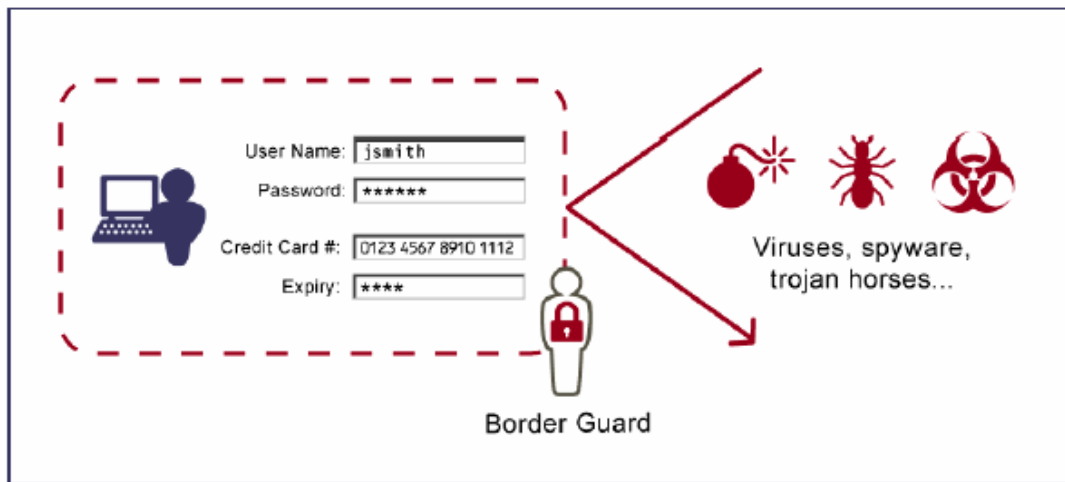 User Name: jsmith
Password: ******
Credit Card #: 0123 4567 8910 1112
Expiry: ****
Viruses, spyware,
trojan horses...
Border Guard